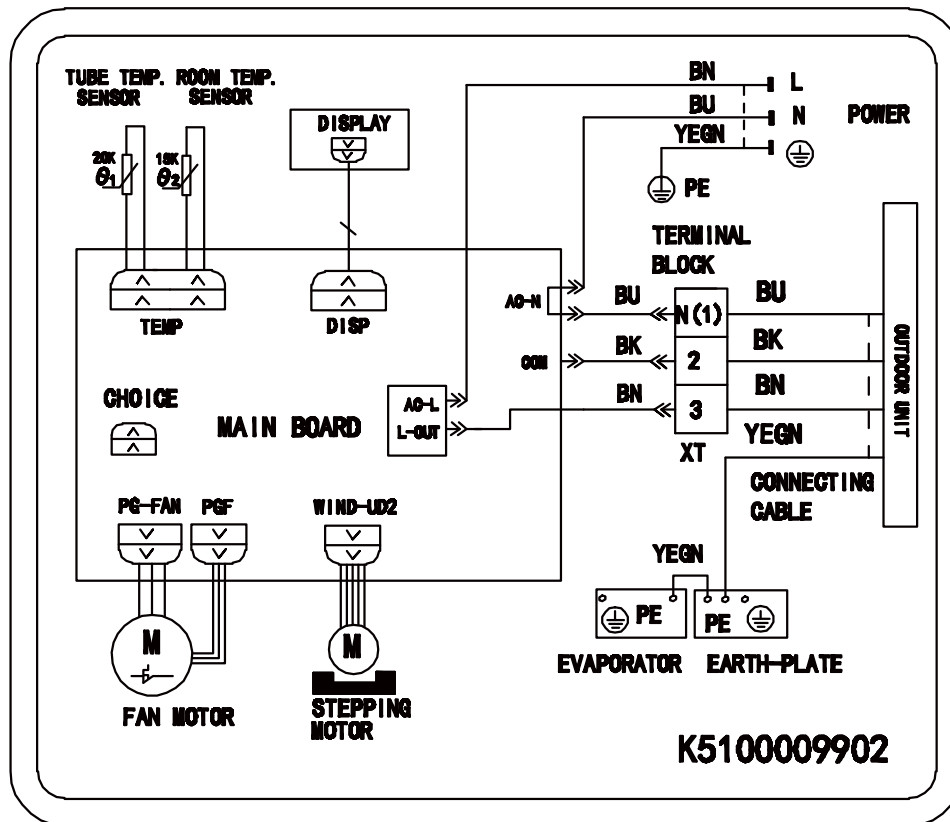 TUBE TEMP. ROOM TEMP.
SENSOR SENSOR
20K
θ1
15K
θ2
DISPLAY
BN
L
BU
N
POWER
YEGN
PE
TERMINAL
BLOCK
TEMP
DISP
AC-N
BU
N(1)
BU
COM
BK
2
BK
BN
3
BN
XT
YEGN
OUTDOOR UNIT
CHOICE
MAIN BOARD
AC-L
L-OUT
CONNECTING
CABLE
PG-FAN
PGF
WIND-UD2
YEGN
PE
PE
M
M
EVAPORATOR
EARTH-PLATE
FAN MOTOR
STEPPING
MOTOR
K5100009902